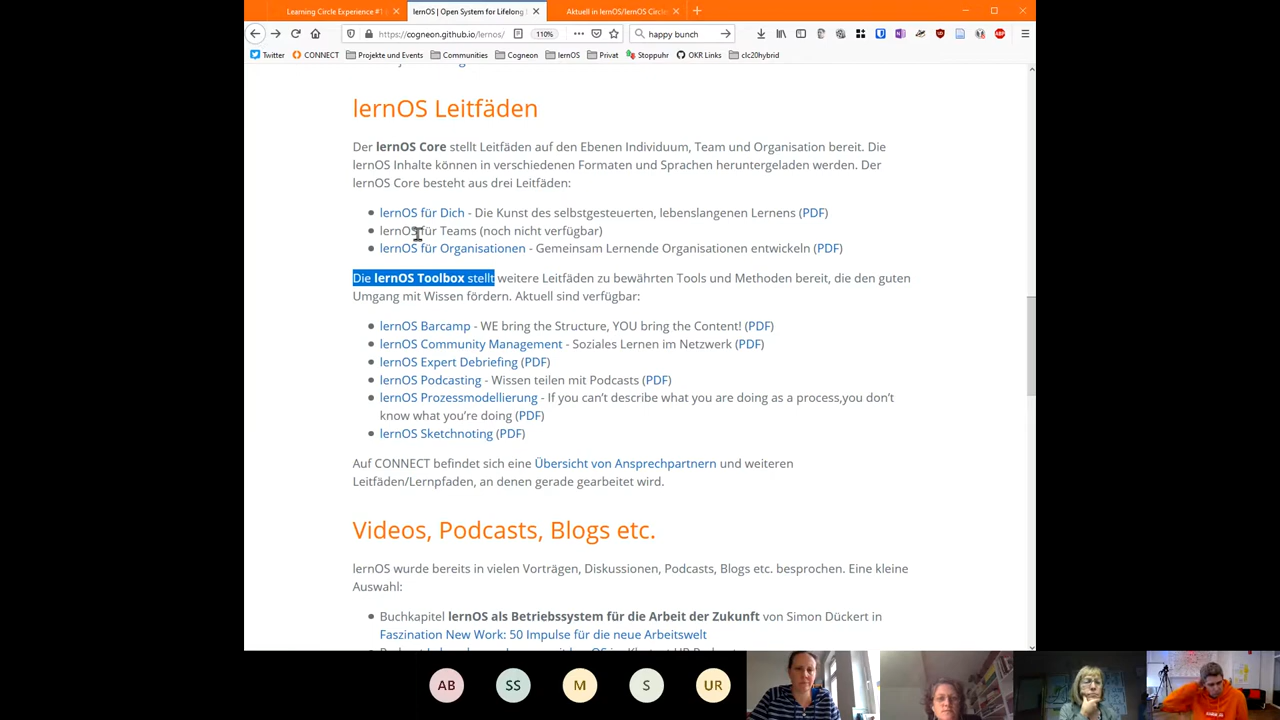 Learning Circle Experience #1
lernOS | Open System for Lifelong
Aktuell in lernOS/lernOS Circle
https://cogneon.github.io/lernos/
110%
happy bunch
Twitter
CONNECT
Projekte und Events
Communities
Cogneon
lernOS
Privat
Stoppuhr
OKR Links
clc20hybrid
lernOS Leitfäden
Der lernOS Core stellt Leitfäden auf den Ebenen Individuum, Team und Organisation bereit. Die
lernOS Inhalte können in verschiedenen Formaten und Sprachen heruntergeladen werden. Der
lernOS Core besteht aus drei Leitfäden:
lernOS für Dich - Die Kunst des selbstgesteuerten, lebenslangenen Lernens (PDF)
lernOS für Teams (noch nicht verfügbar)
lernOS für Organisationen - Gemeinsam Lernende Organisationen entwickeln (PDF)
Die lernOS Toolbox stellt weitere Leitfäden zu bewährten Tools und Methoden bereit, die den guten
Umgang mit Wissen fördern. Aktuell sind verfügbar:
lernOS Barcamp - WE bring the Structure, YOU bring the Content! (PDF)
lernOS Community Management - Soziales Lernen im Netzwerk (PDF)
lernOS Expert Debriefing (PDF)
lernOS Podcasting - Wissen teilen mit Podcasts (PDF)
lernOS Prozessmodellierung - If you can't describe what you are doing as a process,you don't
know what you're doing (PDF)
lernOS Sketchnoting (PDF)
Auf CONNECT befindet sich eine Übersicht von Ansprechpartnern und weiteren
Leitfäden/Lernpfaden, an denen gerade gearbeitet wird.
Videos, Podcasts, Blogs etc.
lernOS wurde bereits in vielen Vorträgen, Diskussionen, Podcasts, Blogs etc. besprochen. Eine kleine
Auswahl:
Buchkapitel lernOS als Betriebssystem für die Arbeit der Zukunft von Simon Dückert in
Faszination New Work: 50 Impulse für die neue Arbeitswelt
AB
SS
M
S
UR